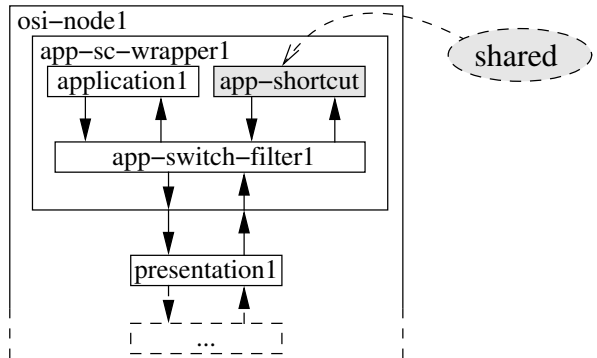 osi-node1
app-sc-wrapper1
shared
application1
app-shortcut
app-switch-filter1
presentation1
...